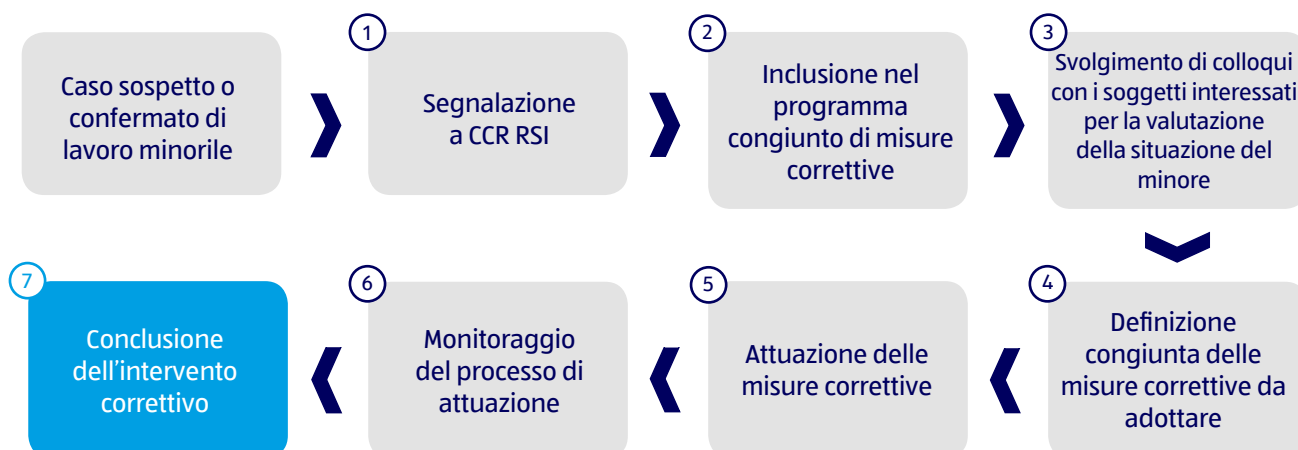 Caso sospetto o
confermato di
lavoro minorile
1
Segnalazione
a CCR RSI
2
Inclusione nel
programma
congiunto di misure
correttive
3
Svolgimento di colloqui
con i soggetti interessati
per la valutazione
della situazione del
minore
4
Definizione
congiunta delle
misure correttive da
adottare
5
Attuazione delle
misure correttive
6
Monitoraggio
del processo di
attuazione
7
Conclusione
dell'intervento
correttivo